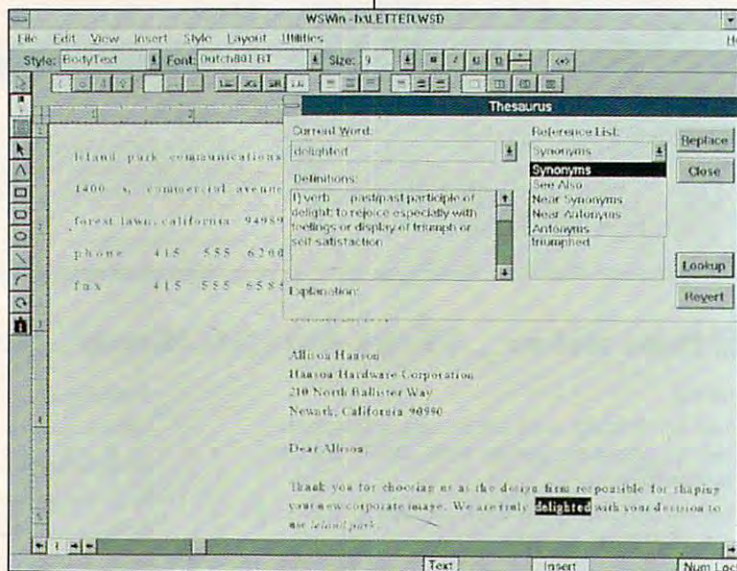 WSWin - h:\LETTER.WSD
File Edit View Insert Style Layout Utilities
Style: BodyText Font: Dutch801 BT Size: 9
Thesaurus
Current Word:
delighted
Definitions:
verb past/past participle of
delight: to rejoice especially with
feelings or display of triumph or
self-satisfaction
Explanation:
Reference List:
Synonyms
Synonyms
See Also
Near Synonyms
Near Antonyms
Antonyms
triumphed
Replace
Close
Lookup
Revert
island park communications
1400 s. commercial avenue
forest lawn, california 94989
phone 415 555 6200
fax 415 555 6585
Allison Hanson
Hanson Hardware Corporation
210 North Ballister Way
Newark, California 90990
Dear Allison,
Thank you for choosing us as the design firm responsible for shaping
your new corporate image. We are truly delighted with your decision to
use island park.
Text Insert Num Loc